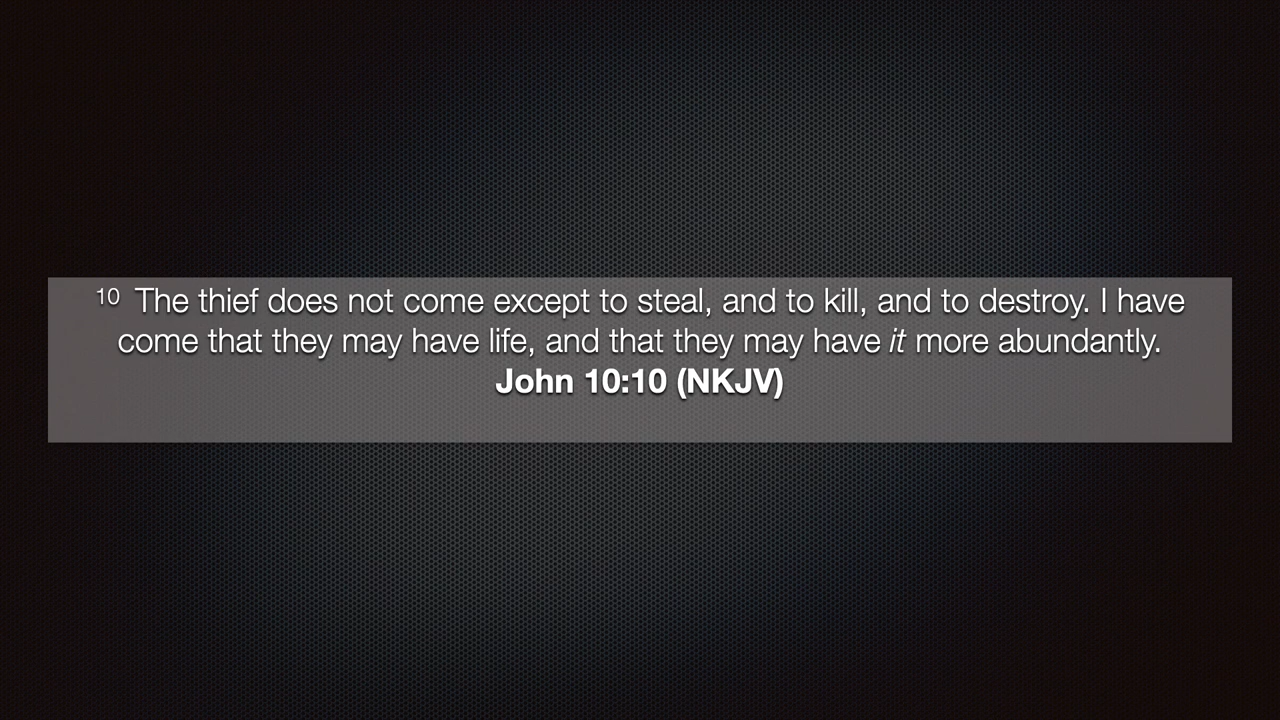 10 The thief does not come except to steal, and to kill, and to destroy. I have
come that they may have life, and that they may have it more abundantly.
John 10:10 (NKJV)